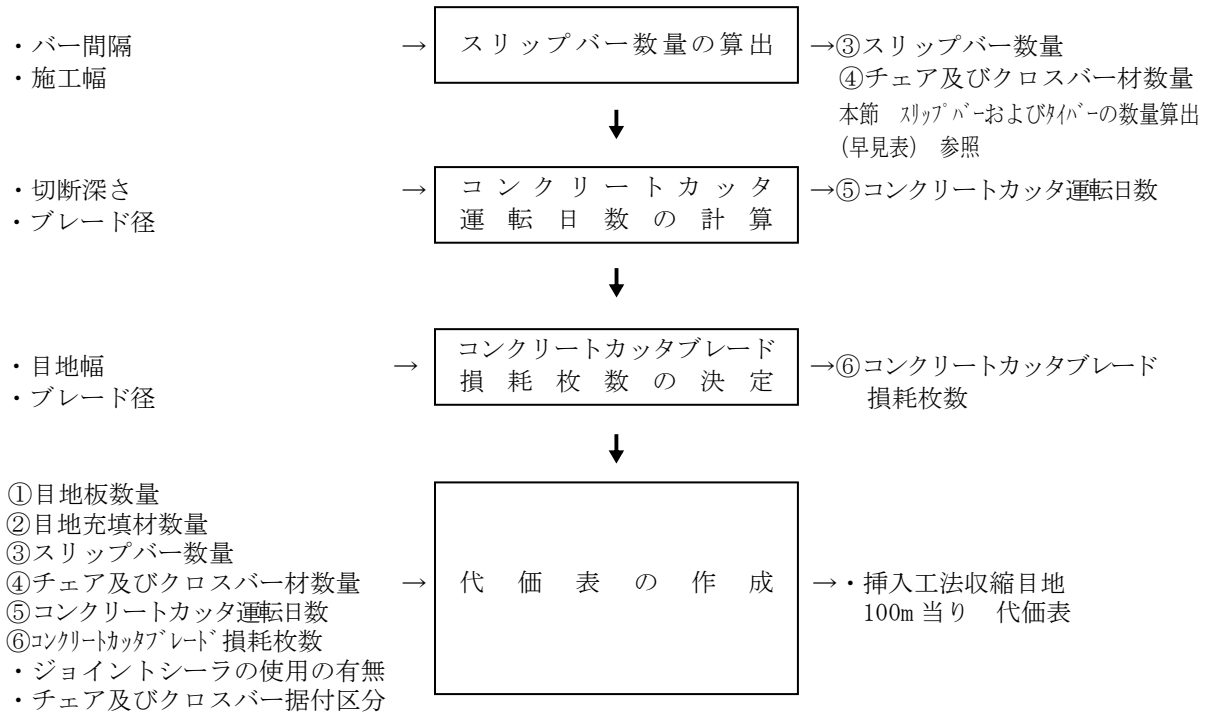 ・バー間隔
・施工幅
→
スリップバー数量の算出
→③スリップバー数量
④チェア及びクロスバー材数量
本節 ｽﾘｯﾌﾟﾊﾞｰおよびﾀｲﾊﾞｰの数量算出
(早見表) 参照
↓
・切断深さ
・ブレード径
→
コンクリートカッタ
運転日数の計算
→⑤コンクリートカッタ運転日数
↓
・目地幅
・ブレード径
→
コンクリートカッタブレード
損耗枚数の決定
→⑥コンクリートカッタブレード
損耗枚数
↓
①目地板数量
②目地充填材数量
③スリップバー数量
④チェア及びクロスバー材数量
⑤コンクリートカッタ運転日数
⑥ｺﾝｸﾘｰﾄｶｯﾀﾌﾞﾚｰﾄﾞ損耗枚数
・ジョイントシーラの使用の有無
・チェア及びクロスバー据付区分
→
代価表の作成
→・挿入工法収縮目地
100m 当り 代価表